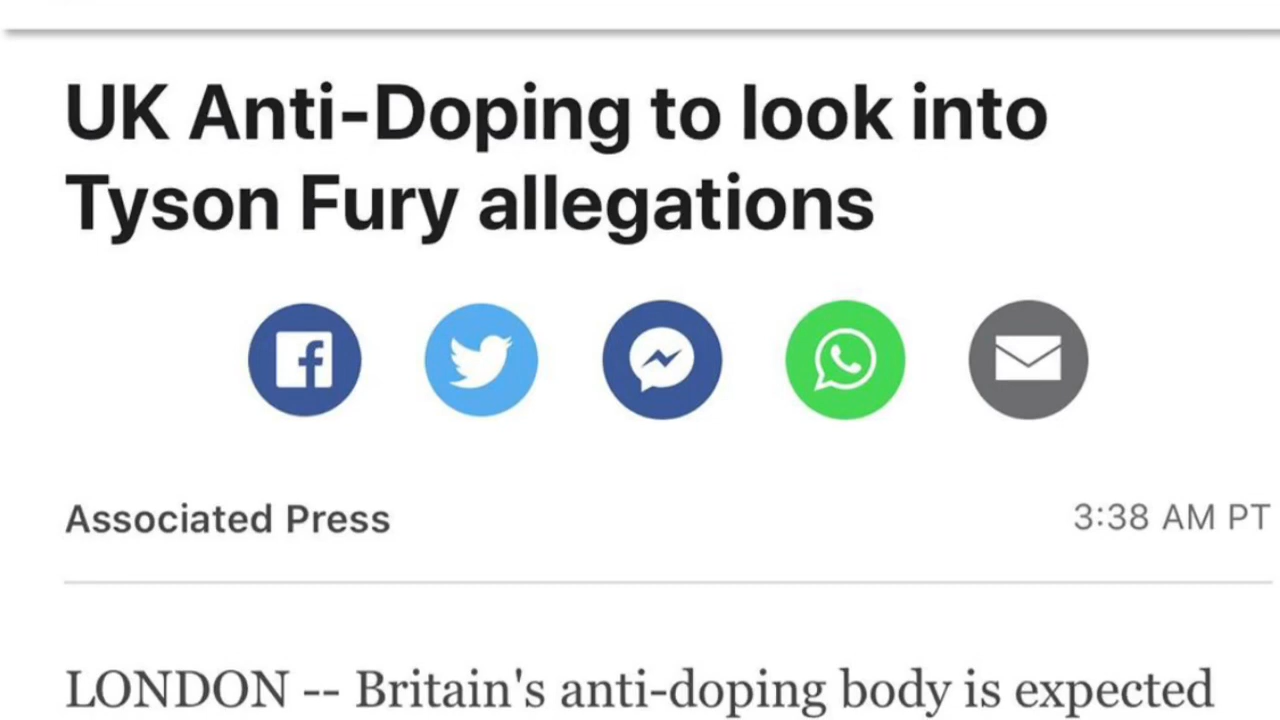 UK Anti-Doping to look into
Tyson Fury allegations
Associated Press
3:38 AM PT
LONDON -- Britain's anti-doping body is expected